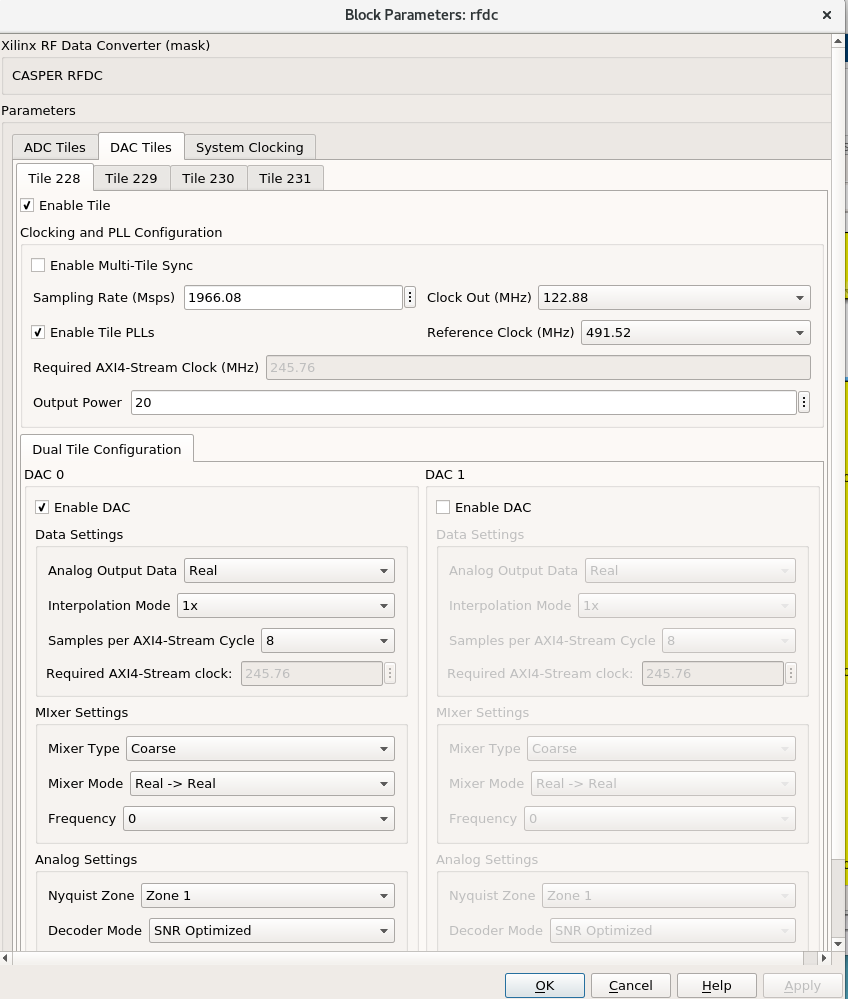 Block Parameters: rfdc
Xilinx RF Data Converter (mask)
CASPER RFDC
Parameters
ADC Tiles DAC Tiles System Clocking
Tile 228 Tile 229 Tile 230 Tile 231
Enable Tile
Clocking and PLL Configuration
Enable Multi-Tile Sync
Sampling Rate (Msps) 1966.08 Clock Out (MHz) 122.88
Enable Tile PLLs Reference Clock (MHz) 491.52
Required AXI4-Stream Clock (MHz) 245.76
Output Power 20
Dual Tile Configuration
DAC 0 DAC 1
Enable DAC Enable DAC
Data Settings Data Settings
Analog Output Data Real Analog Output Data Real
Interpolation Mode 1x Interpolation Mode 1x
Samples per AXI4-Stream Cycle 8 Samples per AXI4-Stream Cycle 8
Required AXI4-Stream clock: 245.76 Required AXI4-Stream clock: 245.76
MIxer Settings MIxer Settings
Mixer Type Coarse Mixer Type Coarse
Mixer Mode Real -> Real Mixer Mode Real -> Real
Frequency 0 Frequency 0
Analog Settings Analog Settings
Nyquist Zone Zone 1 Nyquist Zone Zone 1
Decoder Mode SNR Optimized Decoder Mode SNR Optimized
OK Cancel Help Apply